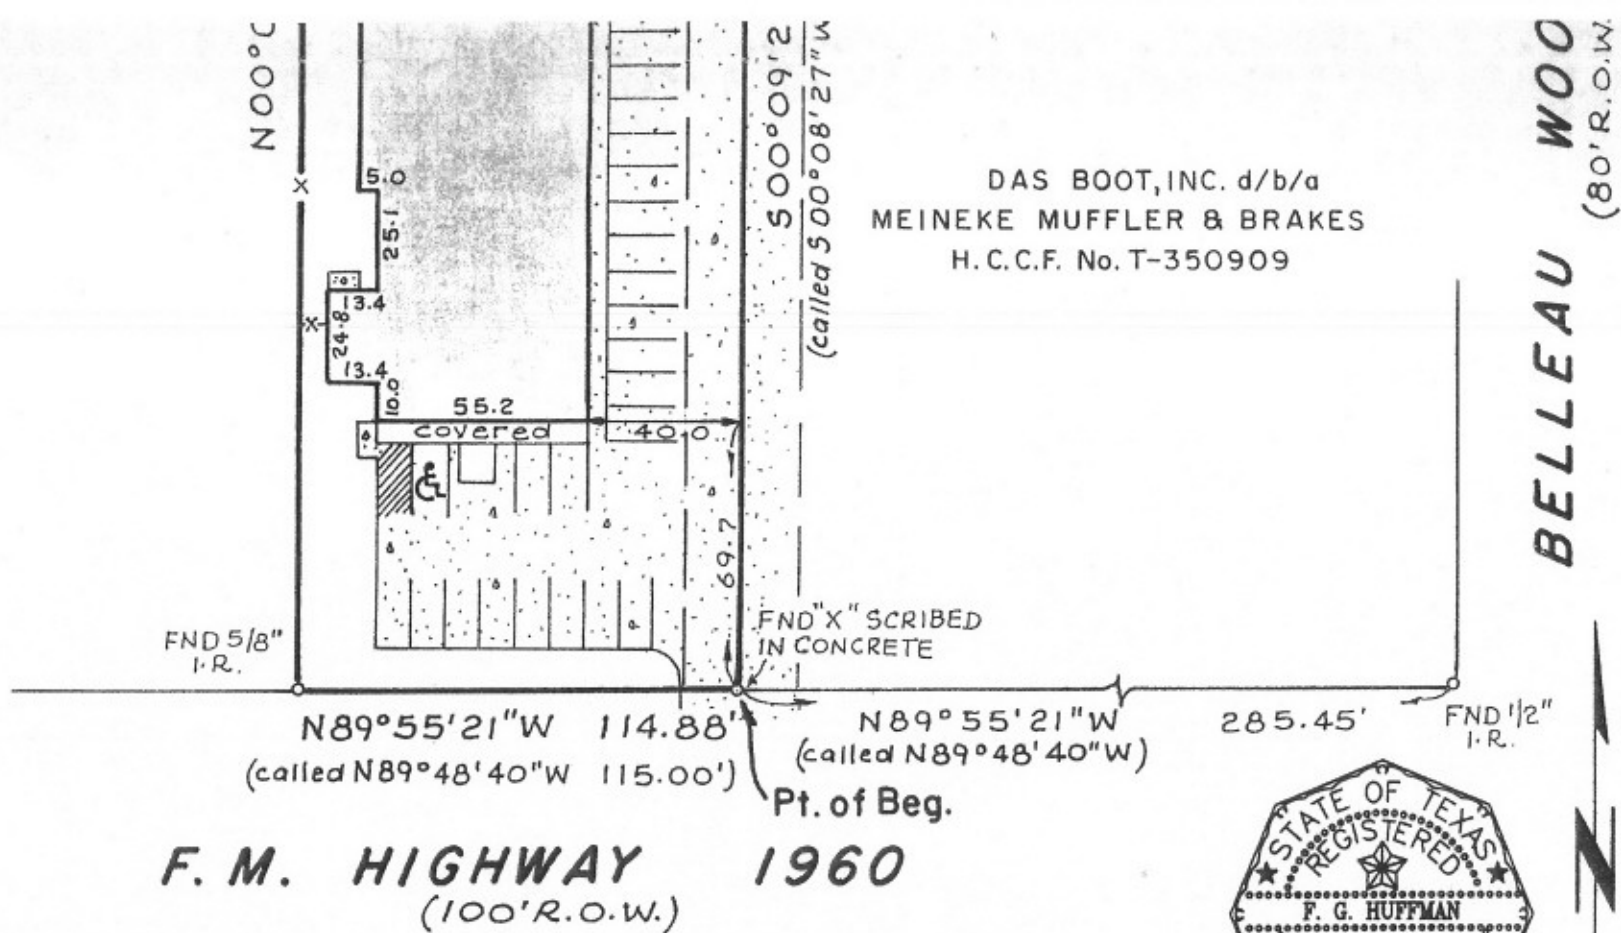 N00°0
5.0
25.1
13.4
24.8
13.4
10.0
55.2
covered
40.0
69.7
S00°09'2
(called S00°08'27"W
DAS BOOT, INC. d/b/a
MEINEKE MUFFLER & BRAKES
H.C.C.F. No. T-350909
BELLEAU WOO
(80' R.O.W.
FND 5/8"
I.R.
FND "X" SCRIBED
IN CONCRETE
N89°55'21"W 114.88'
(called N89°48'40"W 115.00')
N89°55'21"W 285.45'
(called N89°48'40"W)
FND 1/2"
I.R.
Pt. of Beg.
F. M. HIGHWAY 1960
(100' R.O.W.)
STATE OF TEXAS
REGISTERED
F. G. HUFFMAN
N